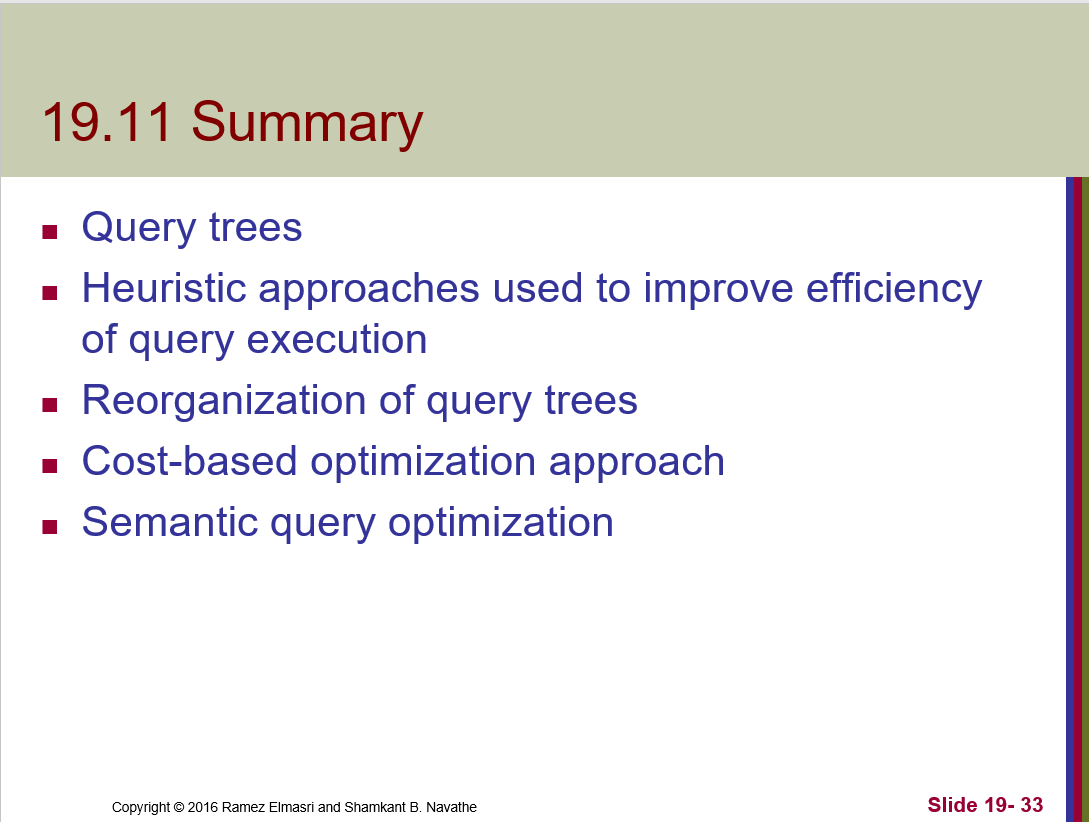 19.11 Summary
Query trees
Heuristic approaches used to improve efficiency
of query execution
Reorganization of query trees
Cost-based optimization approach
Semantic query optimization
Copyright © 2016 Ramez Elmasri and Shamkant B. Navathe
Slide 19- 33